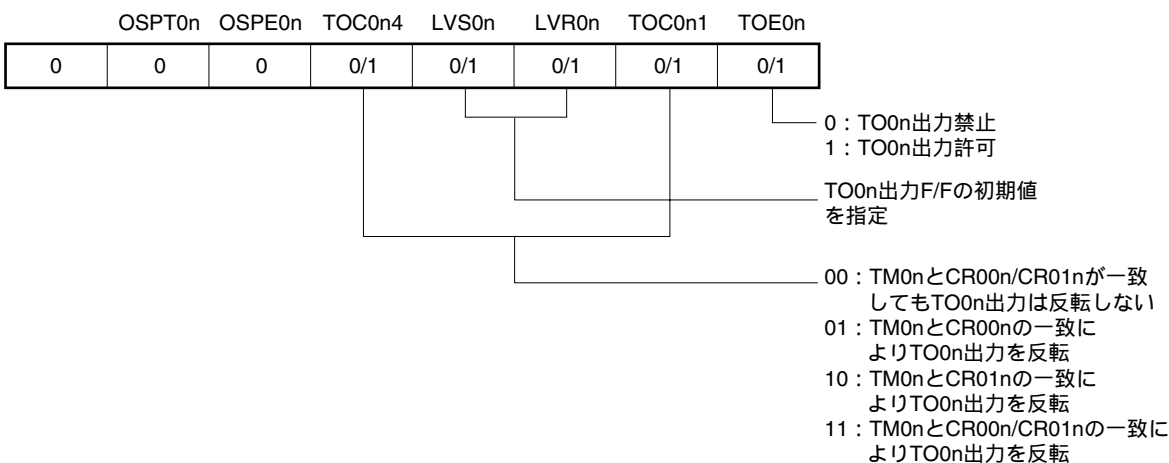 OSPT0n OSPE0n TOC0n4 LVS0n LVR0n TOC0n1 TOE0n
0 0 0 0/1 0/1 0/1 0/1 0/1
0：TO0n出力禁止
1：TO0n出力許可
TO0n出力F/Fの初期値
を指定
00：TM0nとCR00n/CR01nが一致
してもTO0n出力は反転しない
01：TM0nとCR00nの一致に
よりTO0n出力を反転
10：TM0nとCR01nの一致に
よりTO0n出力を反転
11：TM0nとCR00n/CR01nの一致に
よりTO0n出力を反転